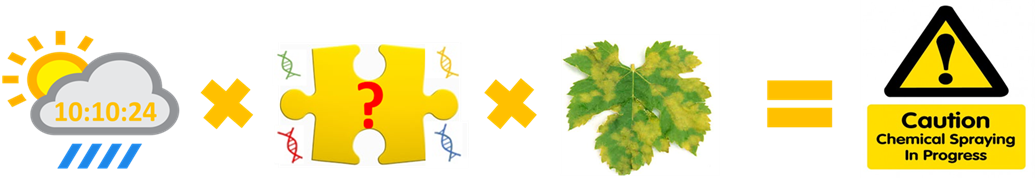 10:10:24
?
!
Caution
Chemical Spraying
In Progress